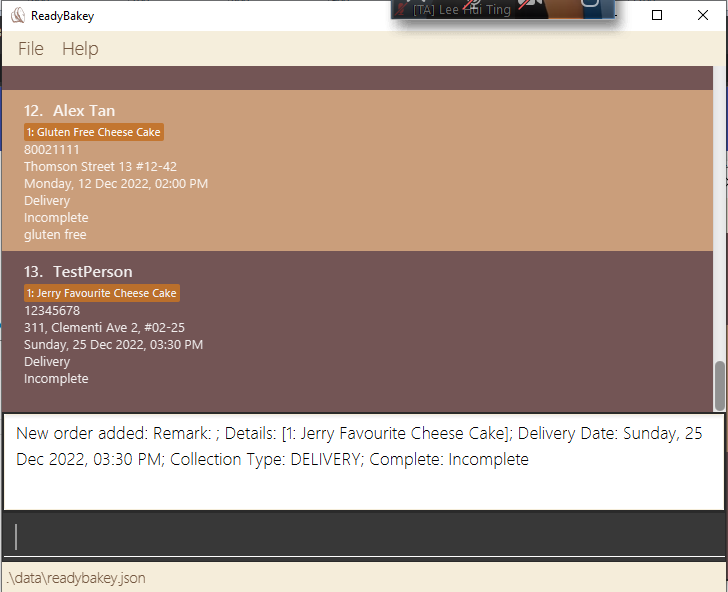 ReadyBakey
[TA] Lee Hui Ting
File Help
12. Alex Tan
1: Gluten Free Cheese Cake
80021111
Thomson Street 13 #12-42
Monday, 12 Dec 2022, 02:00 PM
Delivery
Incomplete
gluten free
13. TestPerson
1: Jerry Favourite Cheese Cake
12345678
311, Clementi Ave 2, #02-25
Sunday, 25 Dec 2022, 03:30 PM
Delivery
Incomplete
New order added: Remark: ; Details: [1: Jerry Favourite Cheese Cake]; Delivery Date: Sunday, 25
Dec 2022, 03:30 PM; Collection Type: DELIVERY; Complete: Incomplete
.\data\readybakey.json